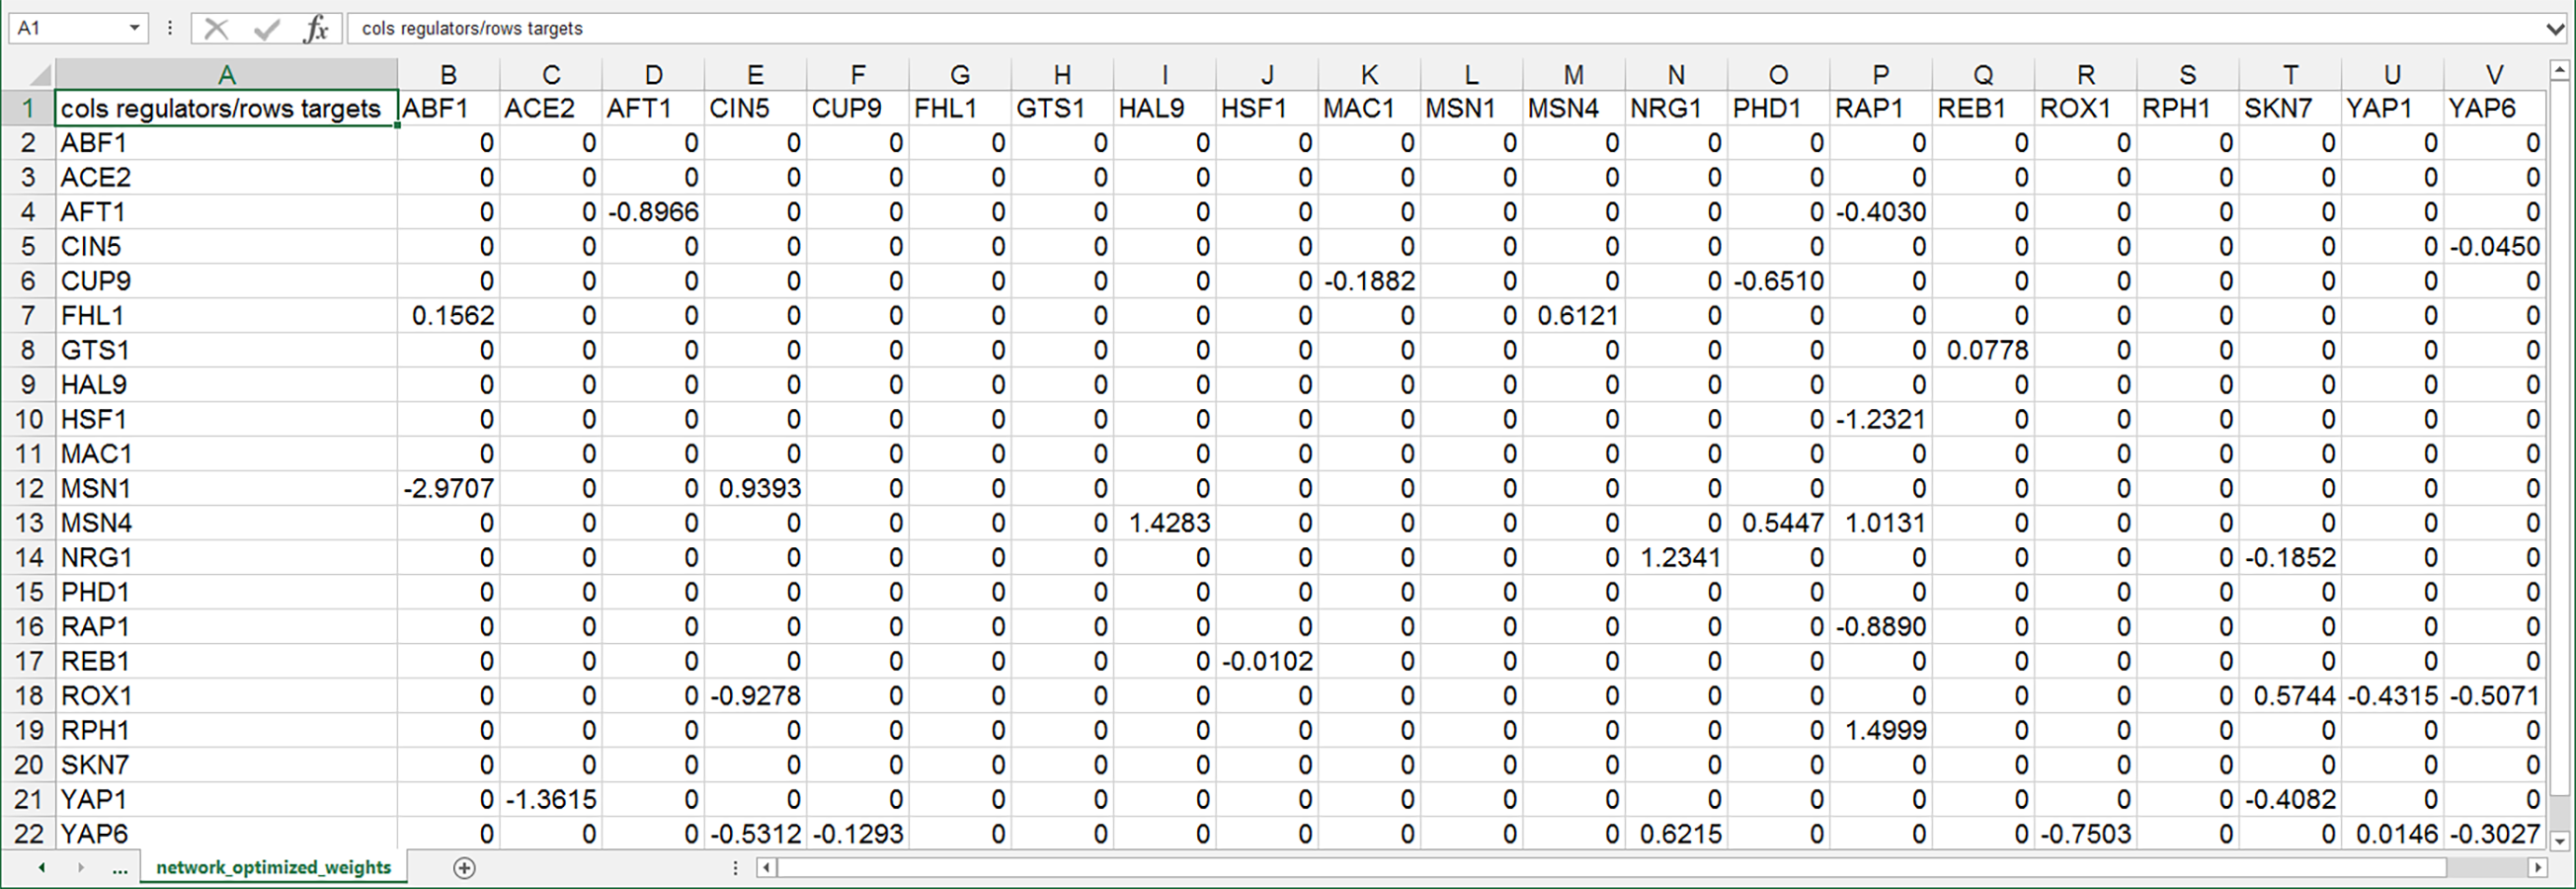 A1 fx cols regulators/rows targets
A B C D E F G H I J K L M N O P Q R S T U V
1 cols regulators/rows targets ABF1 ACE2 AFT1 CIN5 CUP9 FHL1 GTS1 HAL9 HSF1 MAC1 MSN1 MSN4 NRG1 PHD1 RAP1 REB1 ROX1 RPH1 SKN7 YAP1 YAP6
2 ABF1 0 0 0 0 0 0 0 0 0 0 0 0 0 0 0 0 0 0 0 0 0
3 ACE2 0 0 0 0 0 0 0 0 0 0 0 0 0 0 0 0 0 0 0 0 0
4 AFT1 0 0 -0.8966 0 0 0 0 0 0 0 0 0 0 0 -0.4030 0 0 0 0 0 0
5 CIN5 0 0 0 0 0 0 0 0 0 0 0 0 0 0 0 0 0 0 0 0 -0.0450
6 CUP9 0 0 0 0 0 0 0 0 0 -0.1882 0 0 0 -0.6510 0 0 0 0 0 0 0
7 FHL1 0.1562 0 0 0 0 0 0 0 0 0 0 0.6121 0 0 0 0 0 0 0 0 0
8 GTS1 0 0 0 0 0 0 0 0 0 0 0 0 0 0 0 0.0778 0 0 0 0 0
9 HAL9 0 0 0 0 0 0 0 0 0 0 0 0 0 0 0 0 0 0 0 0 0
10 HSF1 0 0 0 0 0 0 0 0 0 0 0 0 0 0 -1.2321 0 0 0 0 0 0
11 MAC1 0 0 0 0 0 0 0 0 0 0 0 0 0 0 0 0 0 0 0 0 0
12 MSN1 -2.9707 0 0 0.9393 0 0 0 0 0 0 0 0 0 0 0 0 0 0 0 0 0
13 MSN4 0 0 0 0 0 0 0 1.4283 0 0 0 0 0 0.5447 1.0131 0 0 0 0 0 0
14 NRG1 0 0 0 0 0 0 0 0 0 0 0 0 1.2341 0 0 0 0 0 -0.1852 0 0
15 PHD1 0 0 0 0 0 0 0 0 0 0 0 0 0 0 0 0 0 0 0 0 0
16 RAP1 0 0 0 0 0 0 0 0 0 0 0 0 0 0 -0.8890 0 0 0 0 0 0
17 REB1 0 0 0 0 0 0 0 0 -0.0102 0 0 0 0 0 0 0 0 0 0 0 0
18 ROX1 0 0 0 -0.9278 0 0 0 0 0 0 0 0 0 0 0 0 0 0 0.5744 -0.4315 -0.5071
19 RPH1 0 0 0 0 0 0 0 0 0 0 0 0 0 0 1.4999 0 0 0 0 0 0
20 SKN7 0 0 0 0 0 0 0 0 0 0 0 0 0 0 0 0 0 0 0 0 0
21 YAP1 0 -1.3615 0 0 0 0 0 0 0 0 0 0 0 0 0 0 0 0 -0.4082 0 0
22 YAP6 0 0 0 -0.5312 -0.1293 0 0 0 0 0 0 0 0.6215 0 0 0 -0.7503 0 0 0.0146 -0.3027
... network_optimized_weights